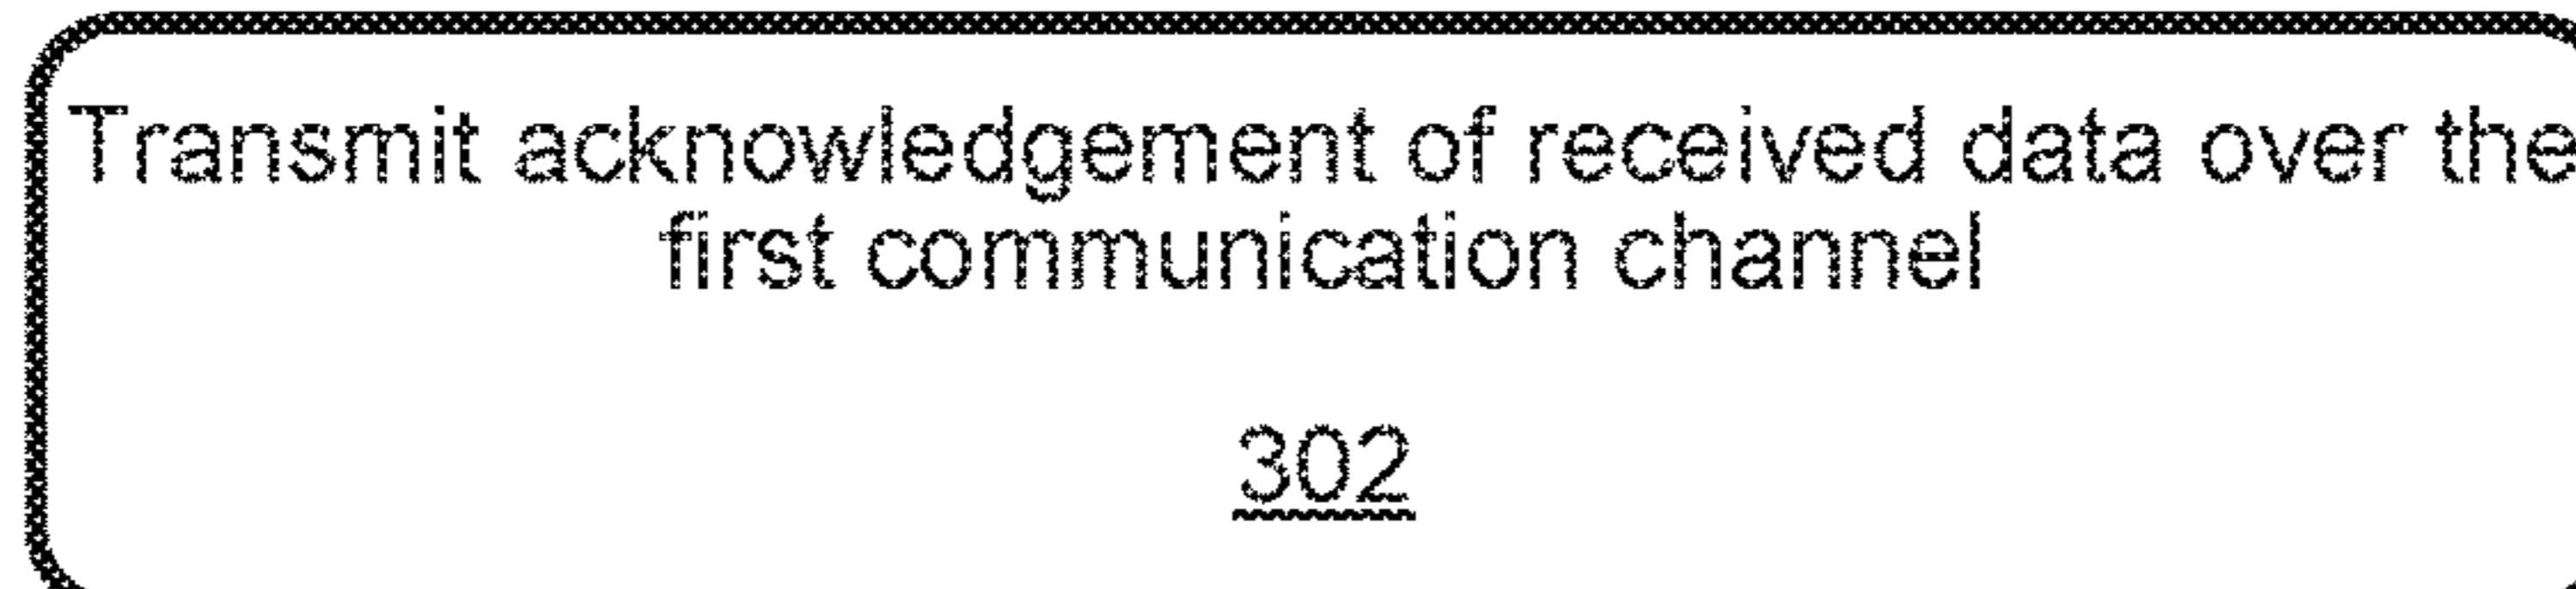 Transmit acknowledgement of received data over the
first communication channel
302